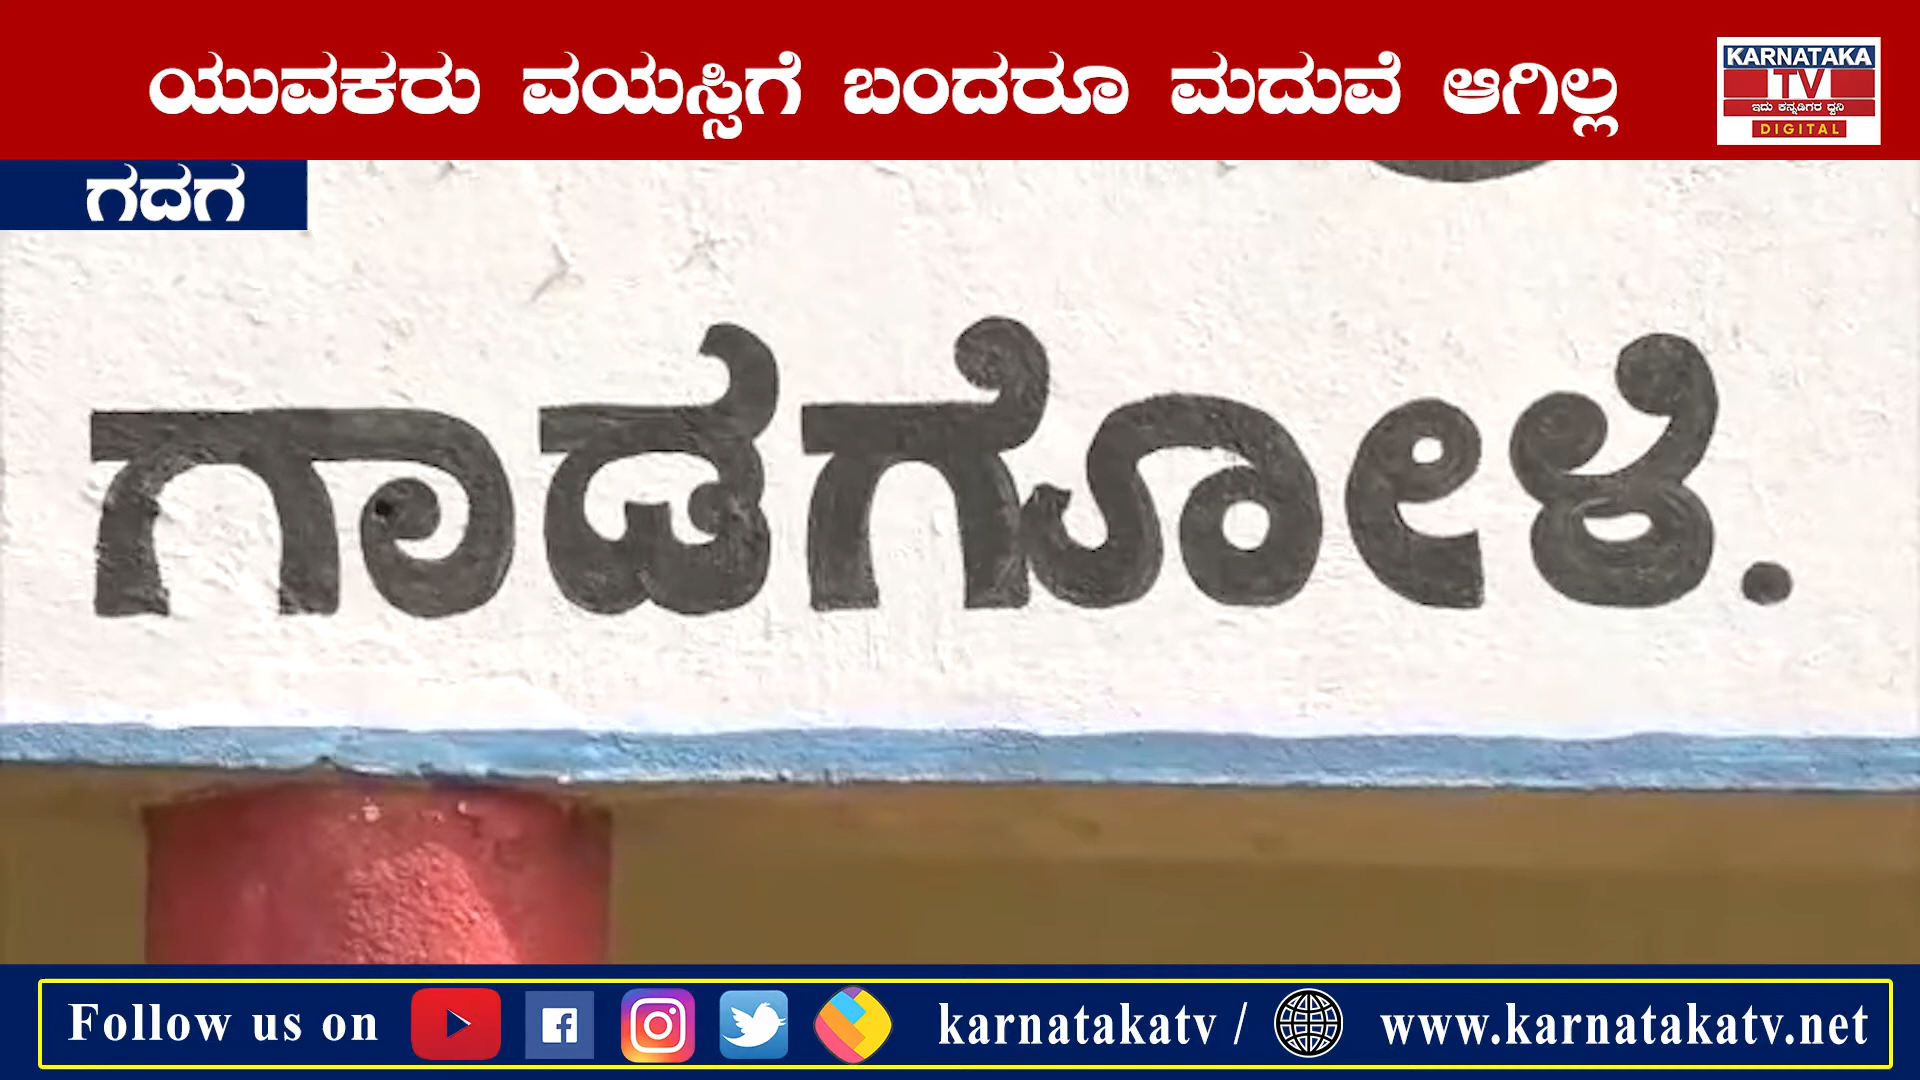 ಯುವಕರು ವಯಸ್ಸಿಗೆ ಬಂದರೂ ಮದುವೆ ಆಗಿಲ್ಲ
KARNATAKA
TV
ಇದು ಕನ್ನಡಿಗರ ಧ್ವನಿ
DIGITAL
ಗದಗ
ಗಾಡಗೋಳಿ.
Follow us on karnatakatv / www.karnatakatv.net